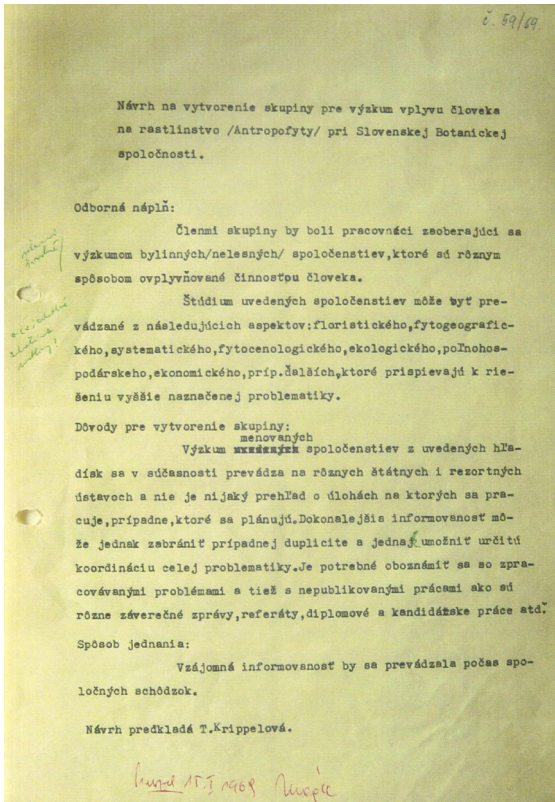 č. 59/69.
Návrh na vytvorenie skupiny pre výzkum vplyvu človeka
na rastlinstvo /Antropofyty/ pri Slovenskej Botanickej
spoločnosti.
Odborná náplň:
Členmi skupiny by boli pracovnáci zaoberajúci sa
výzkumom bylinných/nelesných/ spoločenstiev,ktoré sú rôznym
spôsobom ovplyvňované činnosťou človeka.
Štúdium uvedených spoločenstiev môže byť pre-
vádzané z následujúcich aspektov:floristického,fytogeografic-
kého,systematického,fytocenologického,ekologického,poľnohos-
podárskeho,ekonomického,príp.ďalších,ktoré prispievajú k rie-
šeniu vyššie naznačenej problematiky.
Dôvody pre vytvorenie skupiny:
menovaných
Výzkum spoločenstiev z uvedených hľa-
dísk sa v súčasnosti prevádza na rôznych štátnych i rezortných
ústavoch a nie je nijaký prehľad o úlohách na ktorých sa pra-
cuje,prípadne,ktoré sa plánujú.Dokonalejšia informovanosť mô-
že jednak zabrániť prípadnej duplicite a jednak umožniť určitú
koordináciu celej problematiky.Je potrebné oboznámiť sa so zpra-
covávanými problémami a tiež s nepublikovanými prácami ako sú
rôzne záverečné zprávy,referáty,diplomové a kandidátske práce atď.
Spôsob jednania:
Vzájomná informovanosť by sa prevádzala počas spo-
ločných schôdzok.
Návrh predkladá T.Krippelová.
15.I 1969